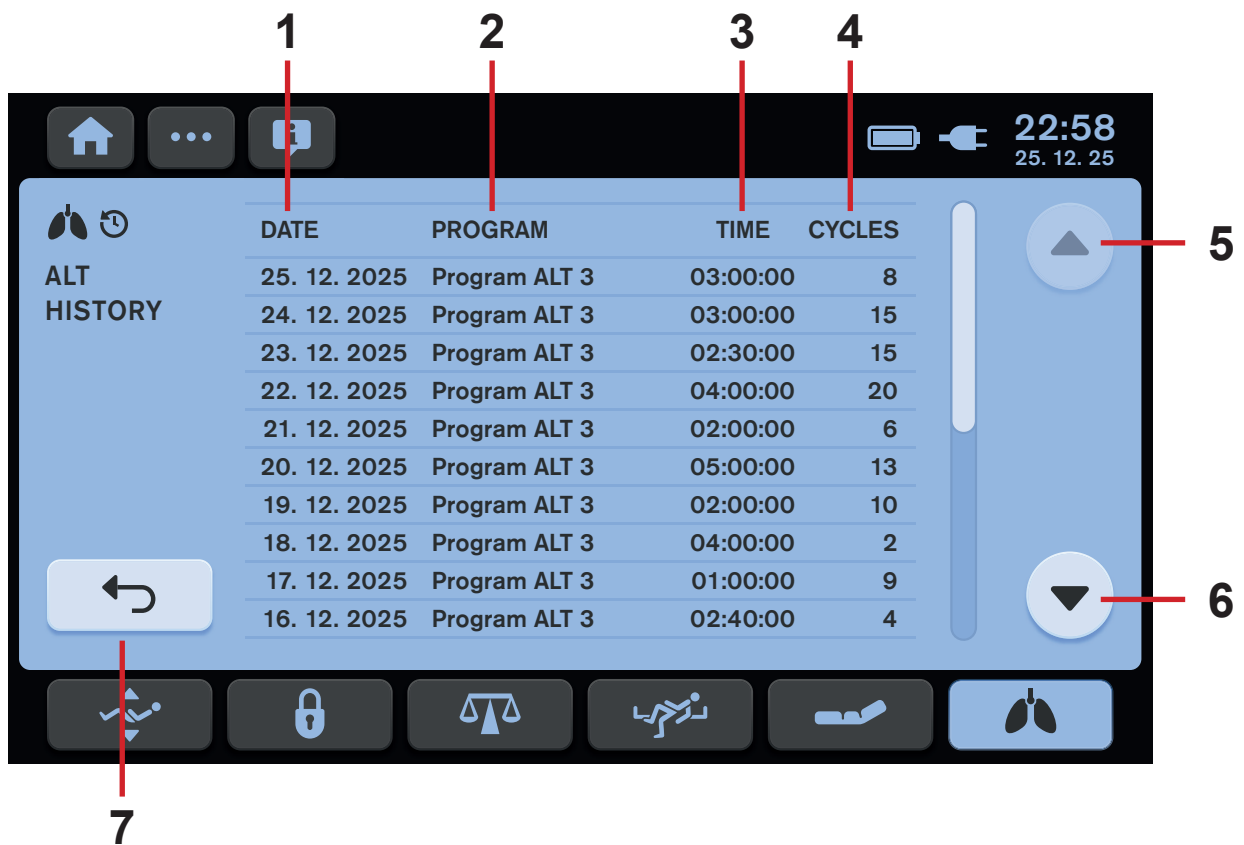 1 2 3 4
22:58
25. 12. 25
ALT
HISTORY
DATE PROGRAM TIME CYCLES
25. 12. 2025 Program ALT 3 03:00:00 8
24. 12. 2025 Program ALT 3 03:00:00 15
23. 12. 2025 Program ALT 3 02:30:00 15
22. 12. 2025 Program ALT 3 04:00:00 20
21. 12. 2025 Program ALT 3 02:00:00 6
20. 12. 2025 Program ALT 3 05:00:00 13
19. 12. 2025 Program ALT 3 02:00:00 10
18. 12. 2025 Program ALT 3 04:00:00 2
17. 12. 2025 Program ALT 3 01:00:00 9
16. 12. 2025 Program ALT 3 02:40:00 4
5
6
7